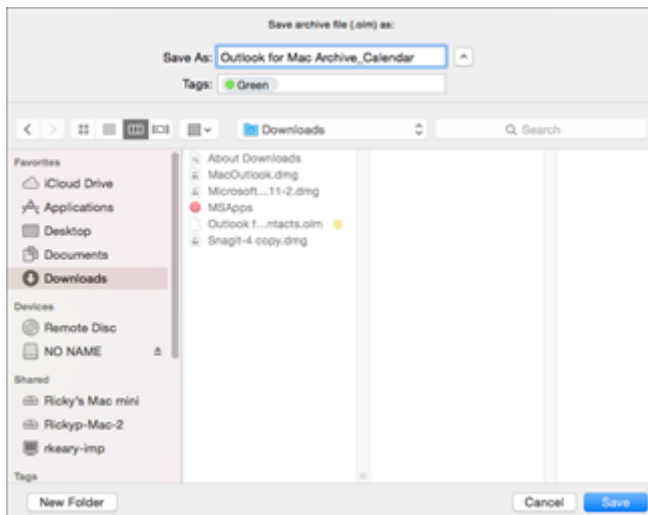 Save archive file (.olm) as:
Save As: Outlook for Mac Archive_Calendar
Tags: Green
Downloads
Search
Favorites
iCloud Drive
Applications
Desktop
Documents
Downloads
Devices
Remote Disc
NO NAME
Shared
Ricky's Mac mini
Rickyp-Mac-2
rkeary-imp
Tags
About Downloads
MacOutlook.dmg
Microsoft...11-2.dmg
MSApps
Outlook f...ntacts.olm
Snagit-4 copy.dmg
New Folder
Cancel
Save